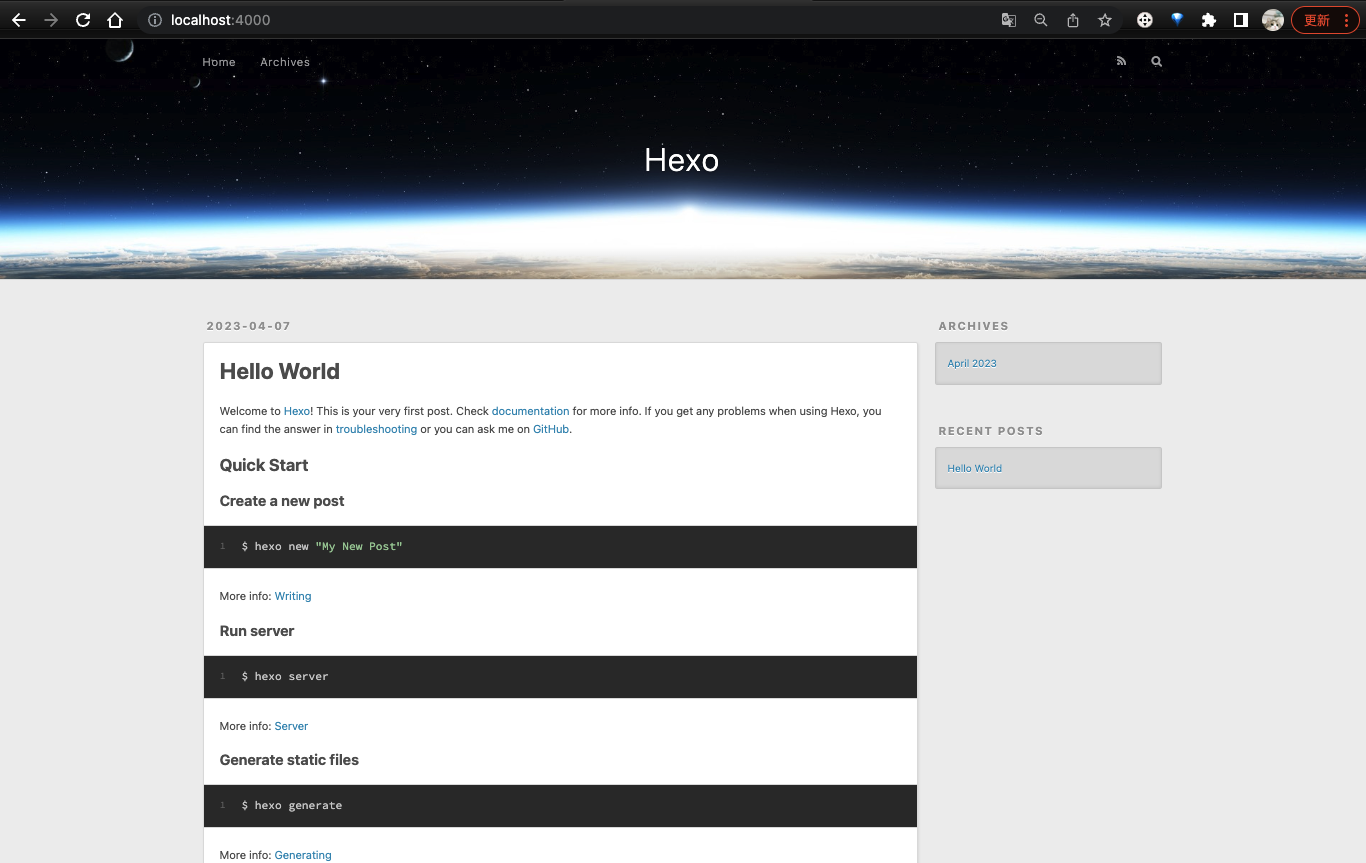 localhost:4000
更新
Home Archives
Hexo
2023-04-07
Hello World
Welcome to Hexo! This is your very first post. Check documentation for more info. If you get any problems when using Hexo, you
can find the answer in troubleshooting or you can ask me on GitHub.
Quick Start
Create a new post
1 $ hexo new "My New Post"
More info: Writing
Run server
1 $ hexo server
More info: Server
Generate static files
1 $ hexo generate
More info: Generating
ARCHIVES
April 2023
RECENT POSTS
Hello World